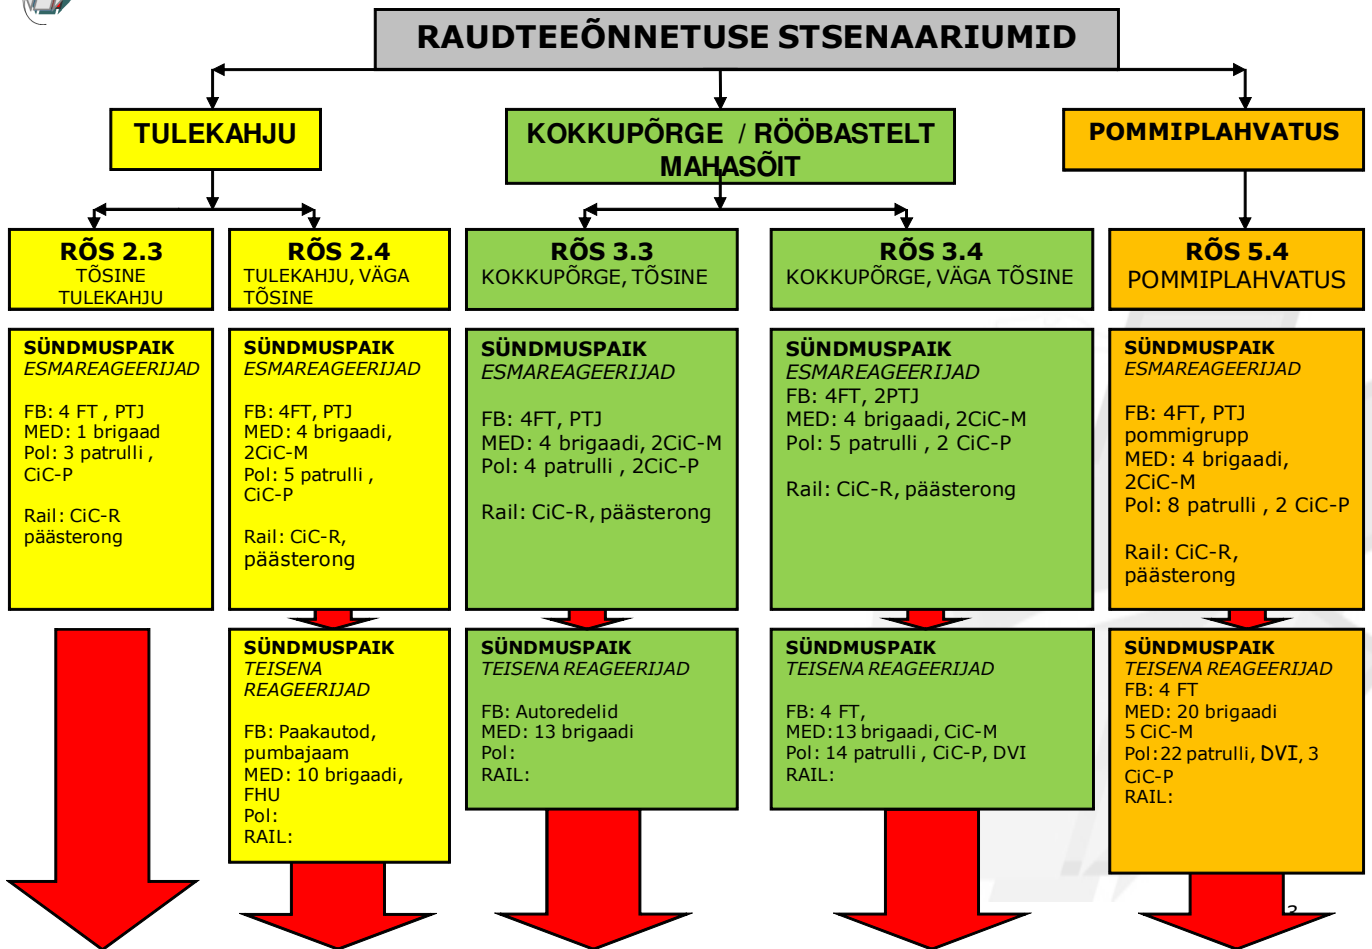 RAUDTEEÕNNETUSE STSENAARIUMID
TULEKAHJU
KOKKUPÕRGE / RÖÖBASTELT
MAHASÕIT
POMMIPLAHVATUS
RÕS 2.3
TÕSINE
TULEKAHJU
RÕS 2.4
TULEKAHJU, VÄGA
TÕSINE
RÕS 3.3
KOKKUPÕRGE, TÕSINE
RÕS 3.4
KOKKUPÕRGE, VÄGA TÕSINE
RÕS 5.4
POMMIPLAHVATUS
SÜNDMUSPAIK
ESMAREAGEERIJAD
FB: 4 FT , PTJ
MED: 1 brigaad
Pol: 3 patrulli ,
CiC-P
Rail: CiC-R
päästerong
SÜNDMUSPAIK
ESMAREAGEERIJAD
FB: 4FT, PTJ
MED: 4 brigaadi,
2CiC-M
Pol: 5 patrulli ,
CiC-P
Rail: CiC-R,
päästerong
SÜNDMUSPAIK
ESMAREAGEERIJAD
FB: 4FT, PTJ
MED: 4 brigaadi, 2CiC-M
Pol: 4 patrulli , 2CiC-P
Rail: CiC-R, päästerong
SÜNDMUSPAIK
ESMAREAGEERIJAD
FB: 4FT, 2PTJ
MED: 4 brigaadi, 2CiC-M
Pol: 5 patrulli , 2 CiC-P
Rail: CiC-R, päästerong
SÜNDMUSPAIK
ESMAREAGEERIJAD
FB: 4FT, PTJ
pommigrupp
MED: 4 brigaadi,
2CiC-M
Pol: 8 patrulli , 2 CiC-P
Rail: CiC-R,
päästerong
SÜNDMUSPAIK
TEISENA
REAGEERIJAD
FB: Paakautod,
pumbajaam
MED: 10 brigaadi,
FHU
Pol:
RAIL:
SÜNDMUSPAIK
TEISENA REAGEERIJAD
FB: Autoredelid
MED: 13 brigaadi
Pol:
RAIL:
SÜNDMUSPAIK
TEISENA REAGEERIJAD
FB: 4 FT,
MED:13 brigaadi, CiC-M
Pol: 14 patrulli , CiC-P, DVI
RAIL:
SÜNDMUSPAIK
TEISENA REAGEERIJAD
FB: 4 FT
MED: 20 brigaadi
5 CiC-M
Pol:22 patrulli, DVI, 3
CiC-P
RAIL: